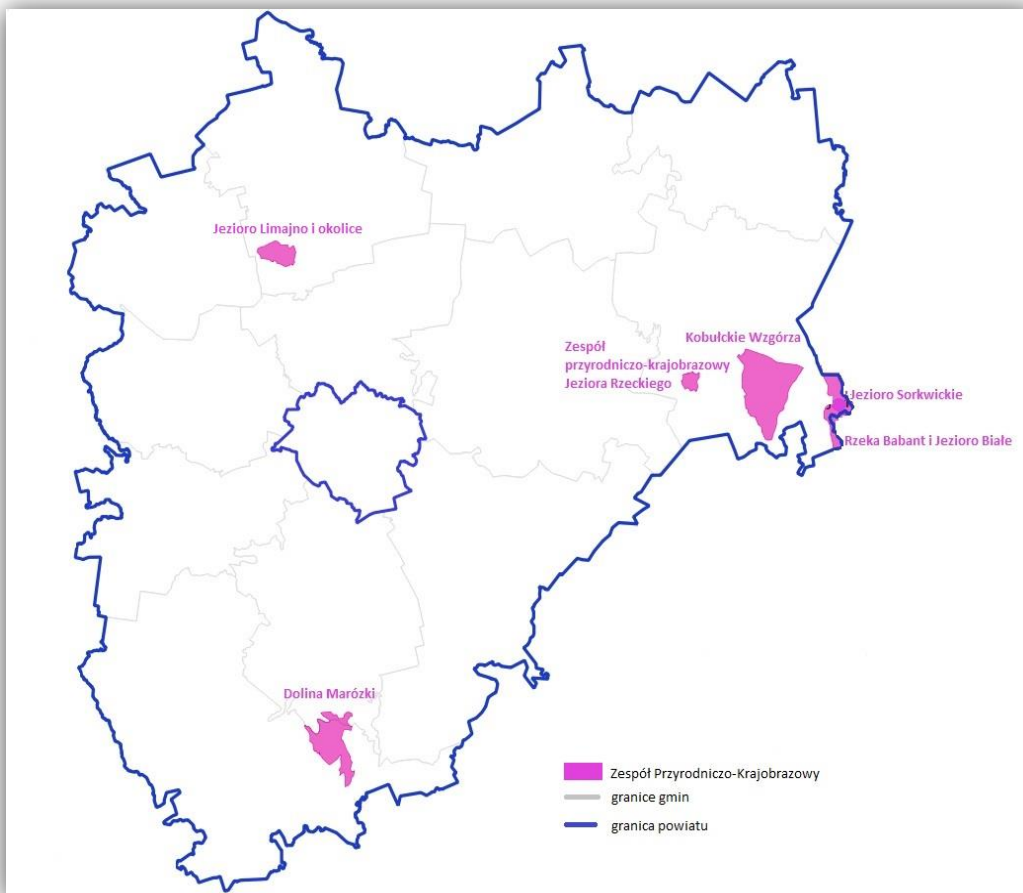 Jezioro Limajno i okolice
Kobułckie Wzgórza
Zespół
przyrodniczo-krajobrazowy
Jeziora Rzeckiego
Jezioro Sorkwickie
Rzeka Babant i Jezioro Białe
Dolina Marózki
Zespół Przyrodniczo-Krajobrazowy
granice gmin
granica powiatu